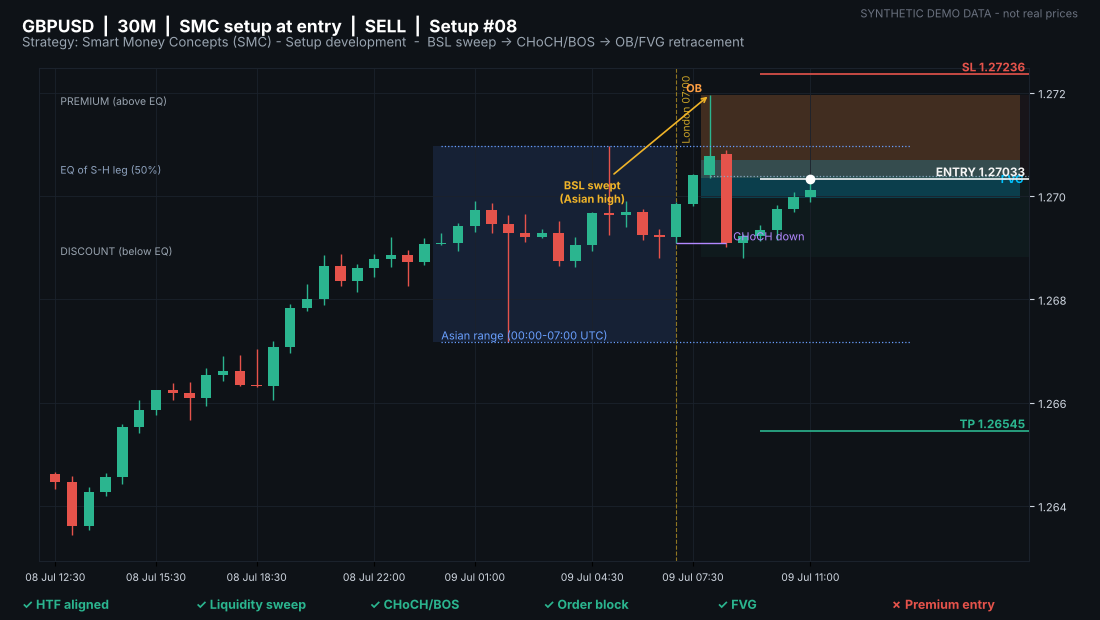 SYNTHETIC DEMO DATA - not real prices
GBPUSD | 30M | SMC setup at entry | SELL | Setup #08
Strategy: Smart Money Concepts (SMC) - Setup development - BSL sweep → CHoCH/BOS → OB/FVG retracement
SL 1.27236
London 07:00
OB
PREMIUM (above EQ)
1.272
EQ of S-H leg (50%)
ENTRY 1.27033
FVG
BSL swept
(Asian high)
1.270
CHoCH down
DISCOUNT (below EQ)
1.268
Asian range (00:00-07:00 UTC)
1.266
TP 1.26545
1.264
08 Jul 12:30 08 Jul 15:30 08 Jul 18:30 08 Jul 22:00 09 Jul 01:00 09 Jul 04:30 09 Jul 07:30 09 Jul 11:00
✓ HTF aligned ✓ Liquidity sweep ✓ CHoCH/BOS ✓ Order block ✓ FVG × Premium entry